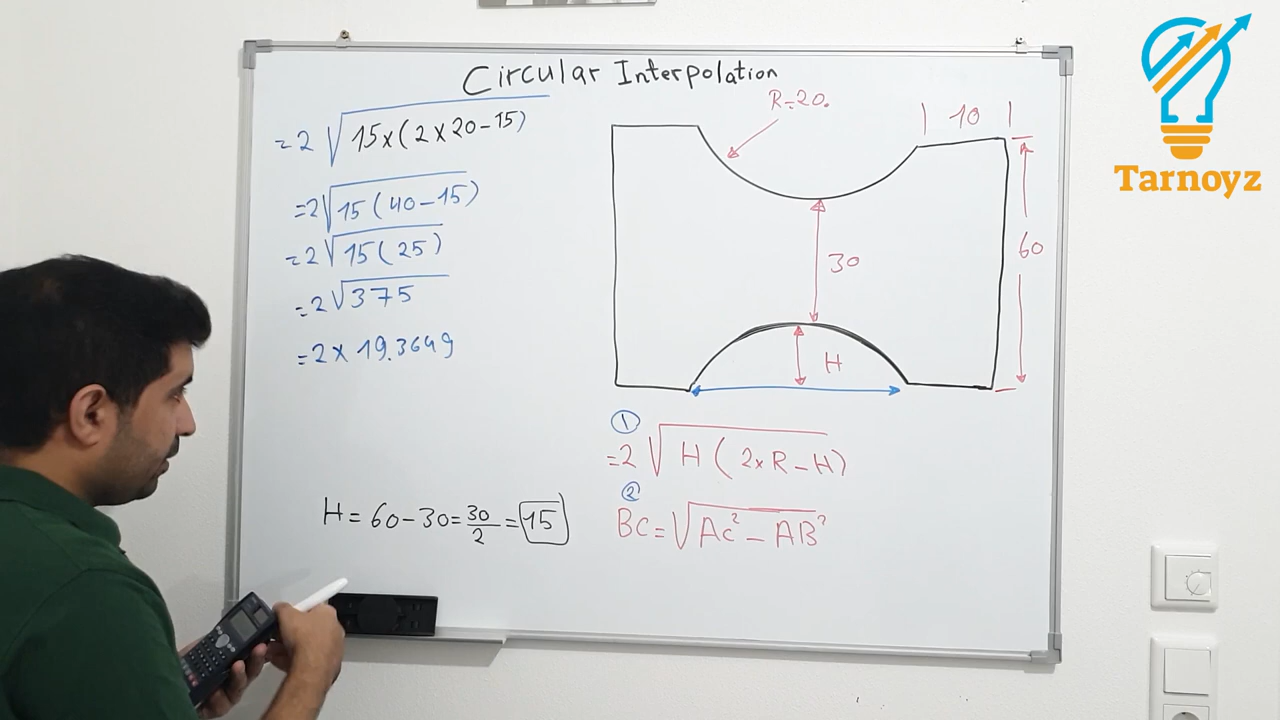 Circular Interpolation
= 2 √15×(2×20-15)
=2√15(40-15)
=2√15(25)
=2√375
=2×19.3649
H = 60-30=30/2=15
R=20.
10
60
30
H
①
=2 √H(2×R-H)
②
BC=√AC²-AB²
Tarnoyz